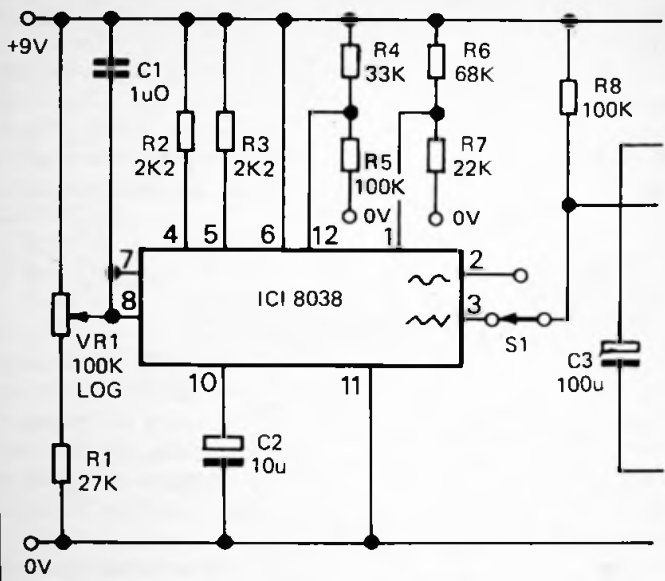 +9V
C1
1uO
R2
2K2
R3
2K2
R4
33K
R5
100K
0V
R6
68K
R7
22K
0V
R8
100K
4
5
6
12
1
7
8
ICI 8038
2
3
S1
10
11
VR1
100K
LOG
R1
27K
C2
10u
C3
100u
0V